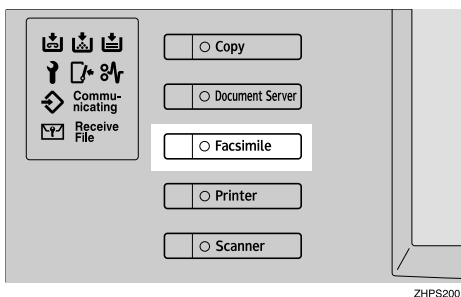 Copy
Document Server
Commu-
nicating
Receive
File
Facsimile
Printer
Scanner
ZHPS200